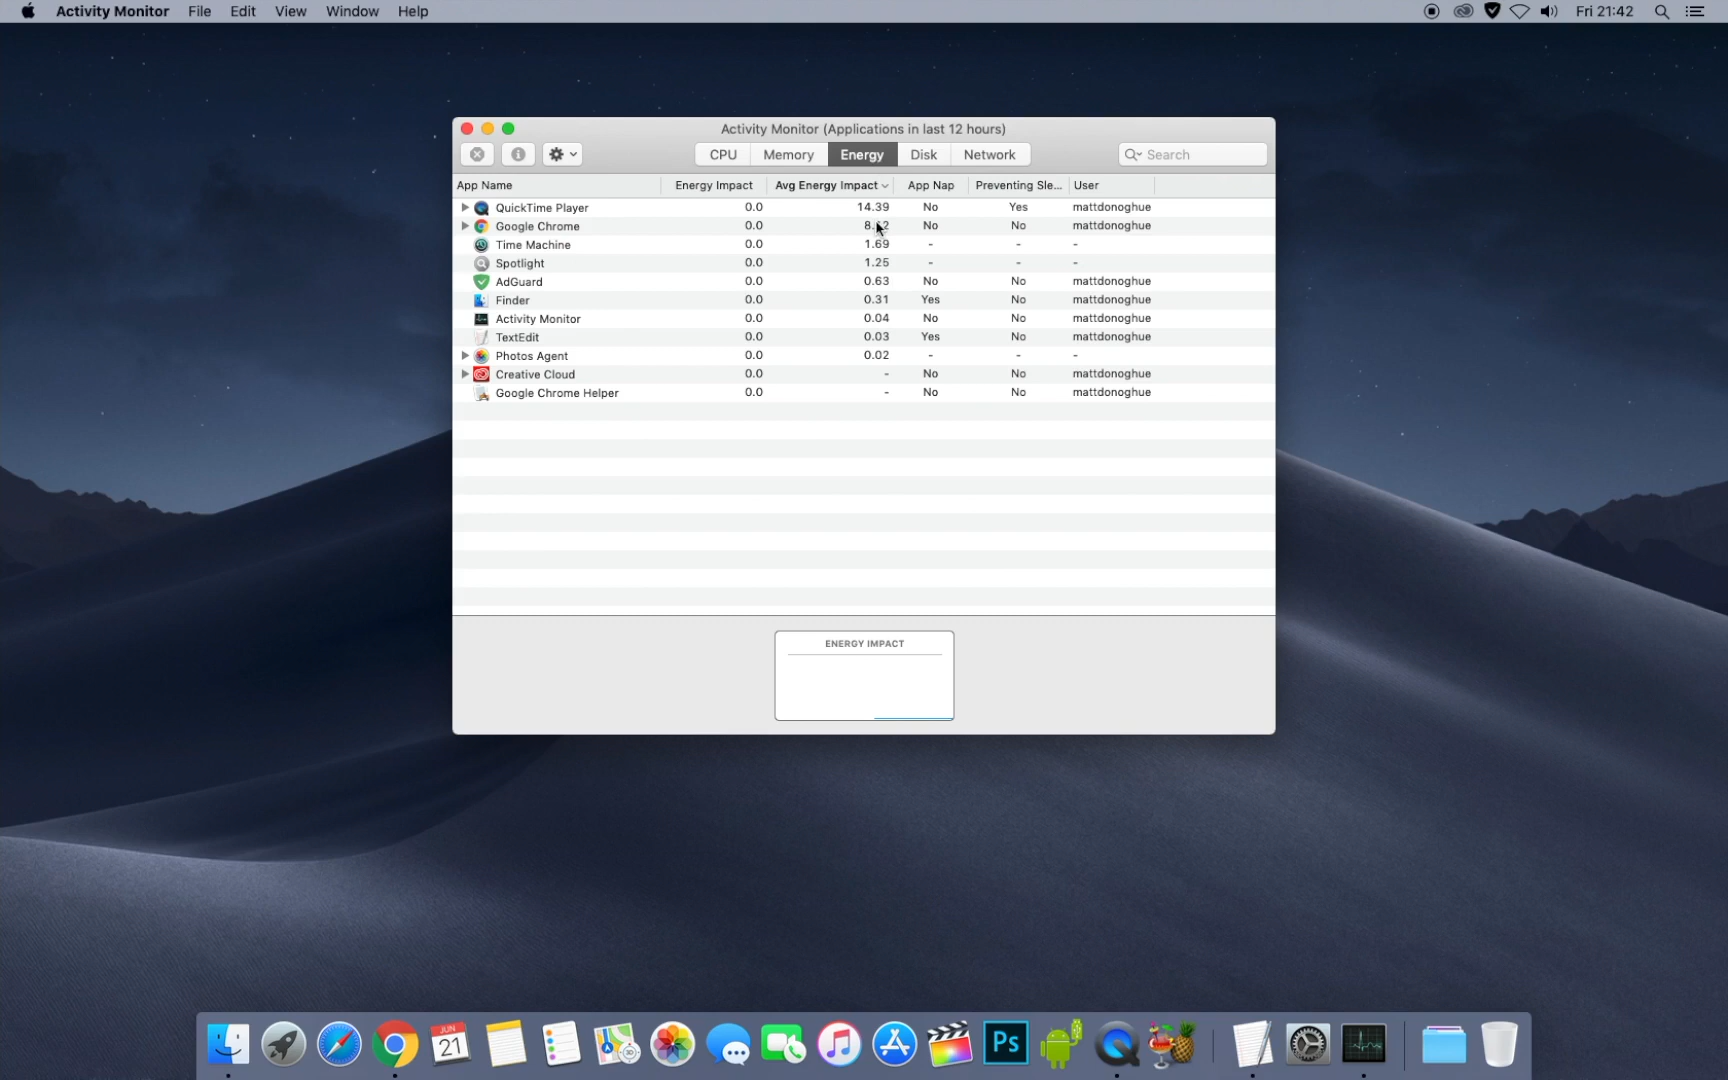 Activity Monitor File Edit View Window Help Fri 21:42
Activity Monitor (Applications in last 12 hours)
CPU Memory Energy Disk Network Search
App Name Energy Impact Avg Energy Impact App Nap Preventing Sle... User
QuickTime Player 0.0 14.39 No Yes mattdonoghue
Google Chrome 0.0 No No mattdonoghue
Time Machine 0.0 1.69 - - -
Spotlight 0.0 1.25 - - -
AdGuard 0.0 0.63 No No mattdonoghue
Finder 0.0 0.31 Yes No mattdonoghue
Activity Monitor 0.0 0.04 No No mattdonoghue
TextEdit 0.0 0.03 Yes No mattdonoghue
Photos Agent 0.0 0.02 - - -
Creative Cloud 0.0 - No No mattdonoghue
Google Chrome Helper 0.0 - No No mattdonoghue
ENERGY IMPACT
JUN
21
3D
Ps